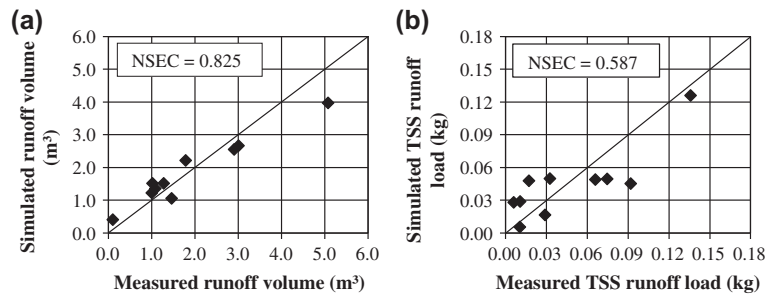 (a)
Simulated runoff volume
(m³)
6.0
5.0
4.0
3.0
2.0
1.0
0.0
NSEC = 0.825
0.0 1.0 2.0 3.0 4.0 5.0 6.0
Measured runoff volume (m³)
(b)
Simulated TSS runoff
load (kg)
0.18
0.15
0.12
0.09
0.06
0.03
0.00
NSEC = 0.587
0.00 0.03 0.06 0.09 0.12 0.15 0.18
Measured TSS runoff load (kg)